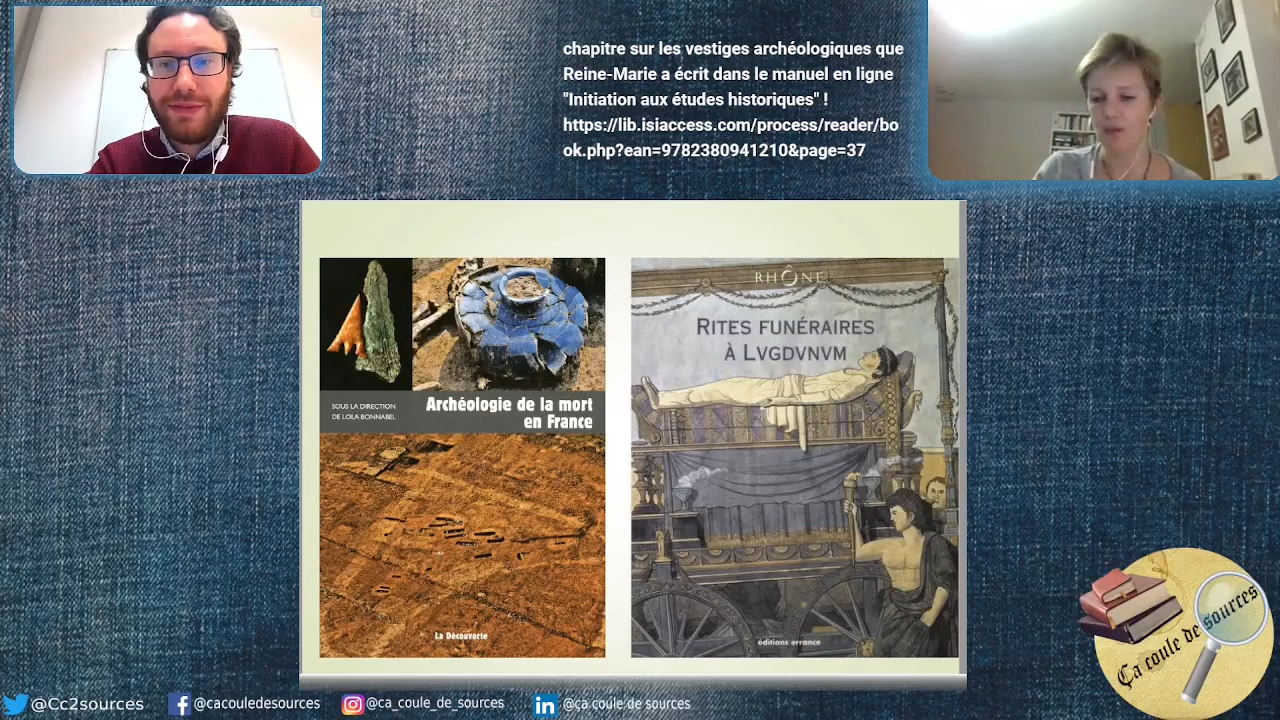 chapitre sur les vestiges archéologiques que
Reine-Marie a écrit dans le manuel en ligne
"Initiation aux études historiques" !
https://lib.isiaccess.com/process/reader/bo
ok.php?ean=9782380941210&page=37
SOUS LA DIRECTION
DE LOLA BONNABEL
Archéologie de la mort
en France
La Découverte
RHÔNE
RITES FUNÉRAIRES
À LVGDVNVM
éditions errance
Ça coule de sources
@Cc2sources
@cacouledesources
@ca_coule_de_sources
@ça coule de sources